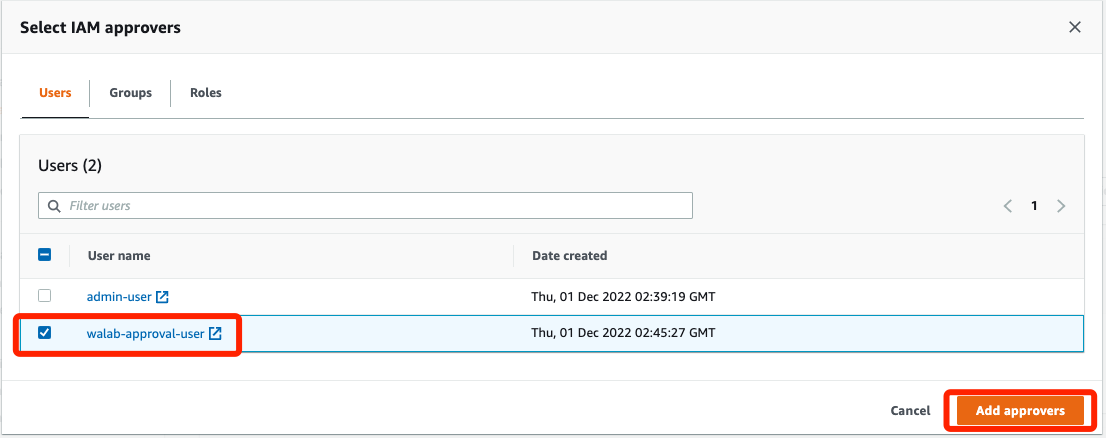 Select IAM approvers
Users Groups Roles
Users (2)
Filter users 1
User name Date created
admin-user Thu, 01 Dec 2022 02:39:19 GMT
walab-approval-user Thu, 01 Dec 2022 02:45:27 GMT
Cancel Add approvers